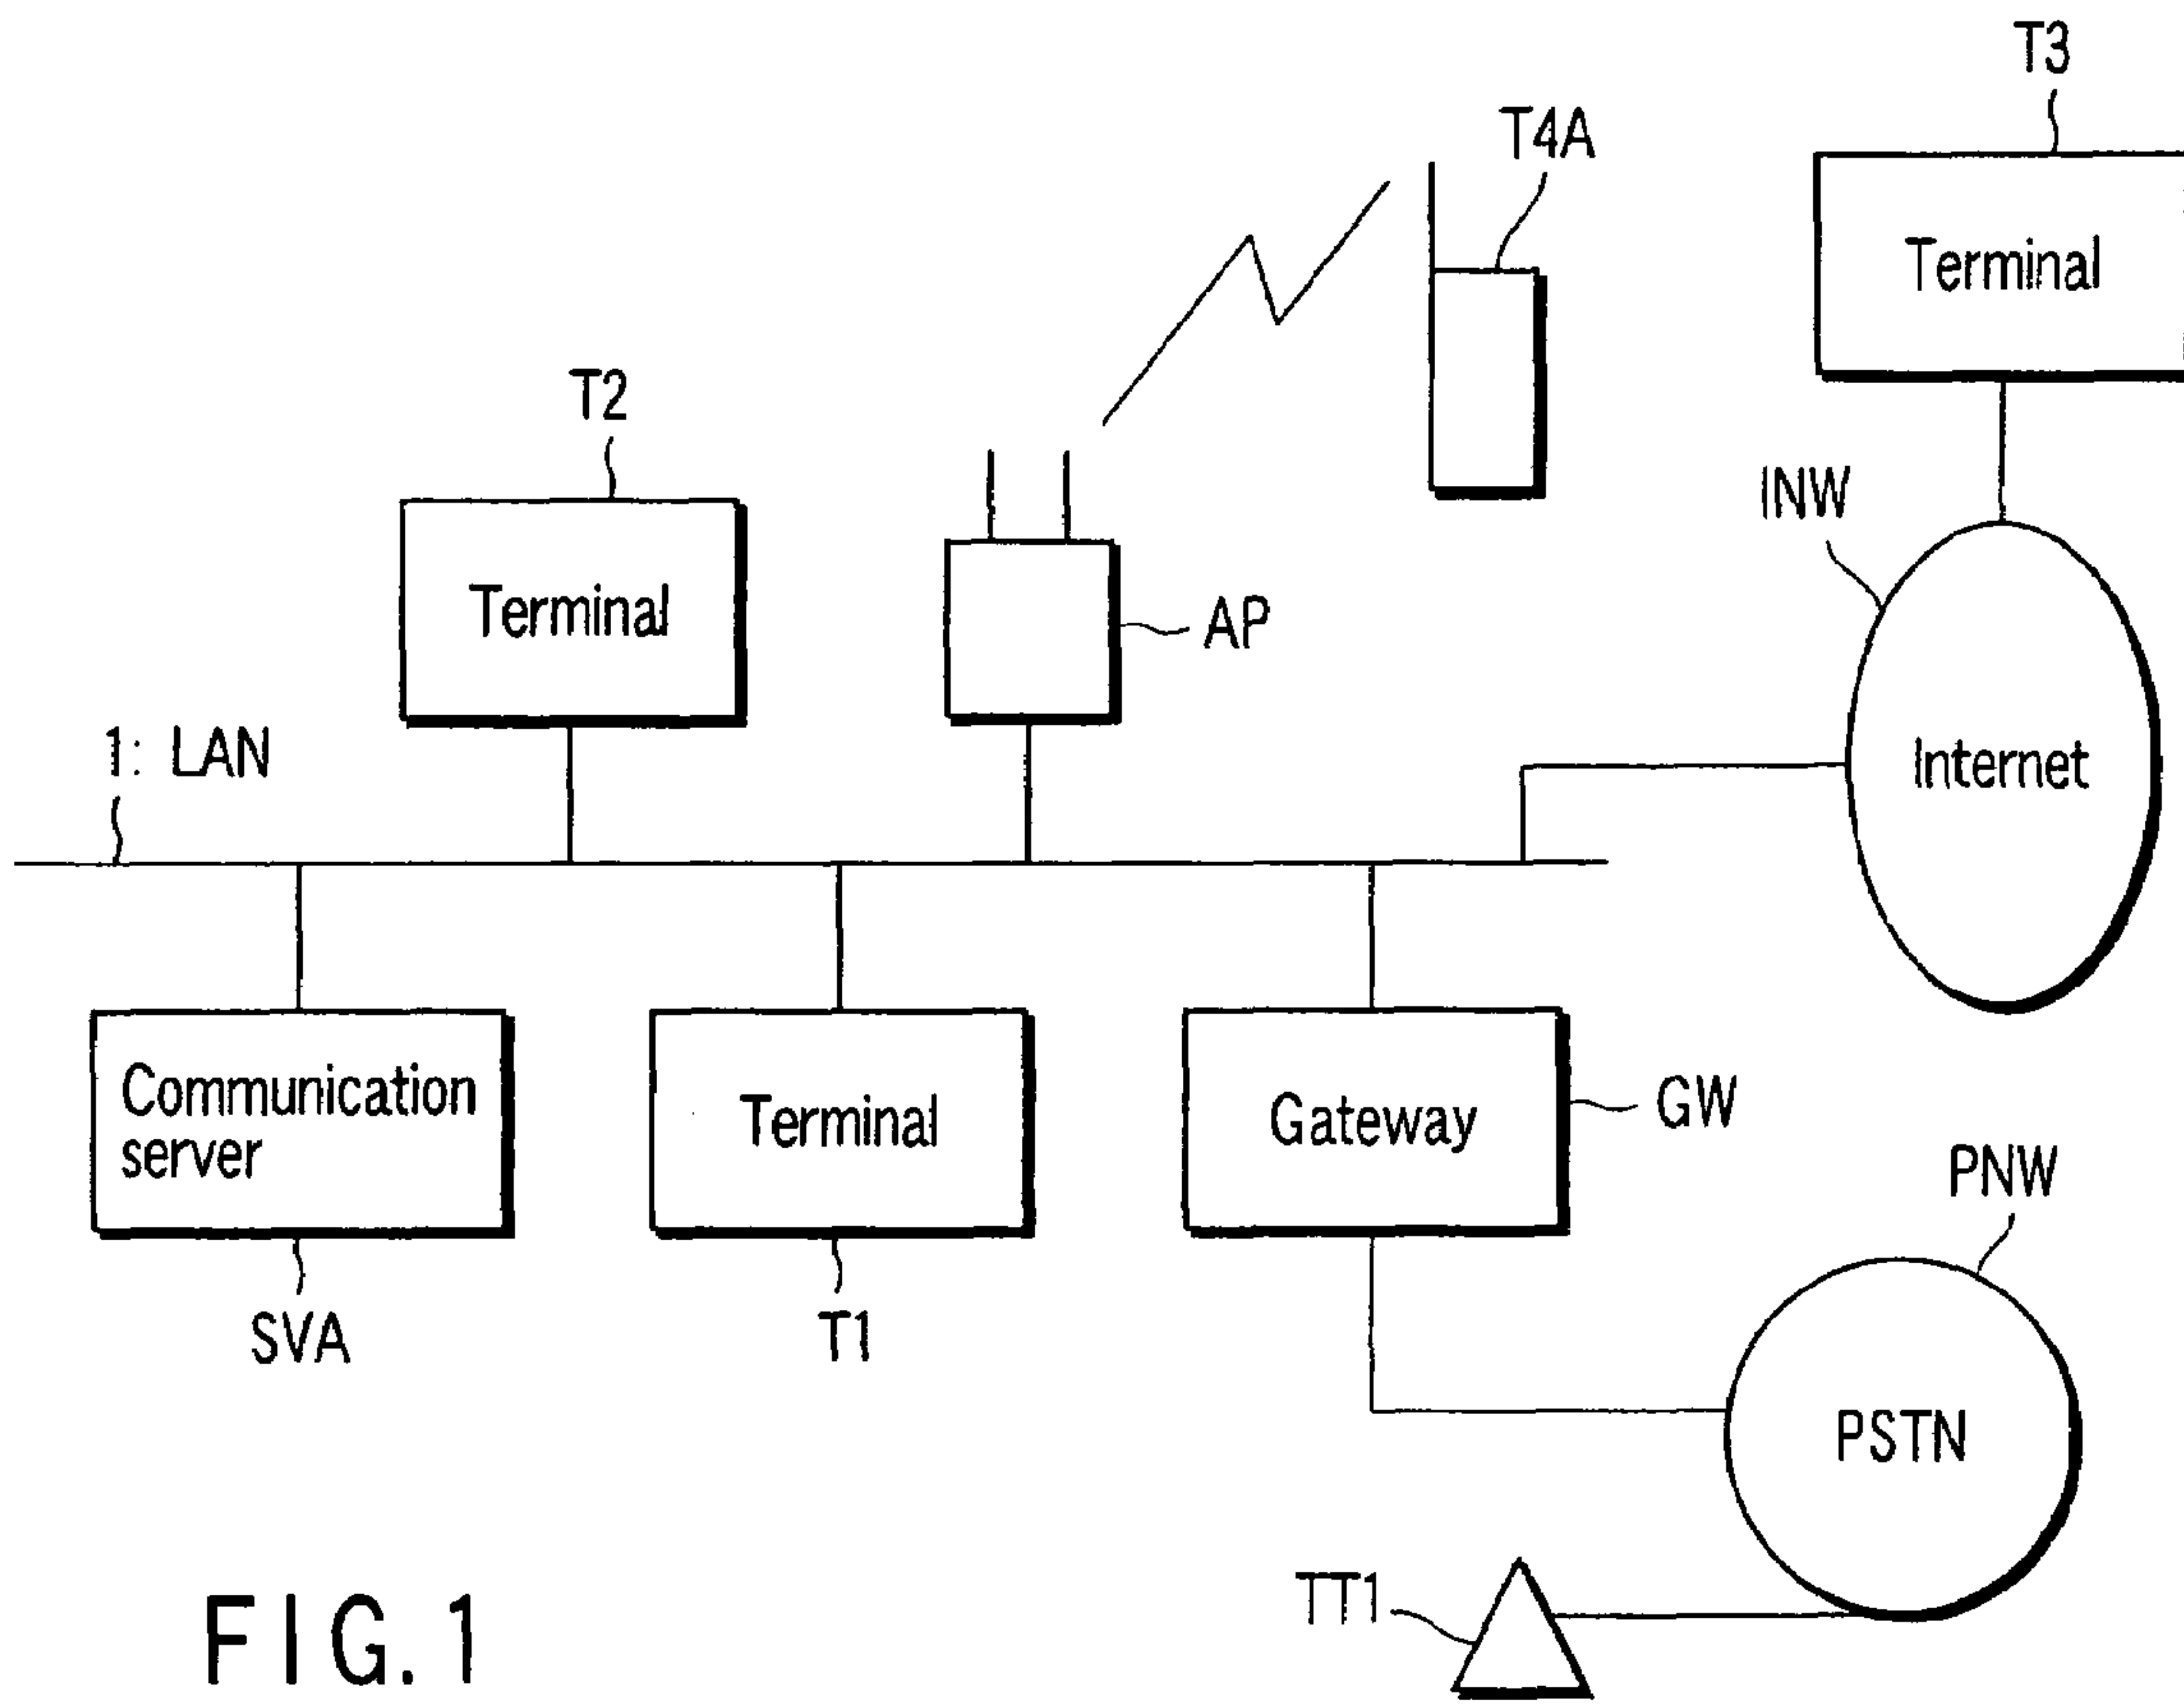 T3
T4A
Terminal
T2
INW
Terminal
AP
1: LAN
Internet
Communication
server
Terminal
Gateway
GW
PNW
SVA
T1
PSTN
TT1
FIG. 1